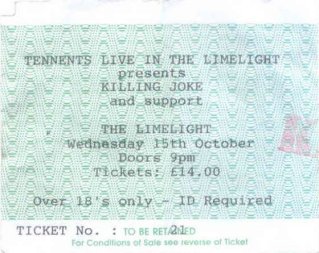 TENNENTS LIVE IN THE LIMELIGHT
presents
KILLING JOKE
and support
THE LIMELIGHT
Wednesday 15th October
Doors 9pm
Tickets: £14.00
Over 18's only - ID Required
TICKET No. : 21
TO BE RETAINED
For Conditions of Sale see reverse of Ticket